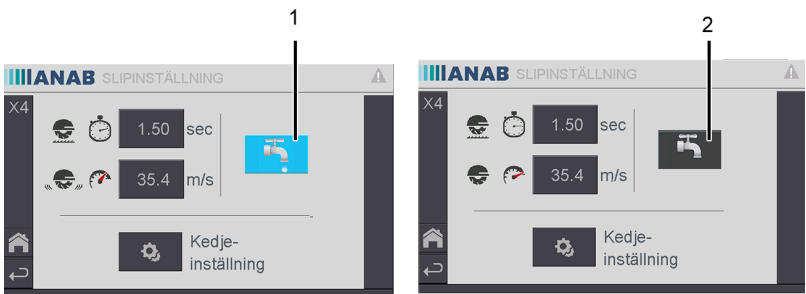 1
ANAB SLIPINSTÄLLNING
X4
1.50 sec
35.4 m/s
Kedje-
inställning
2
ANAB SLIPINSTÄLLNING
X4
1.50 sec
35.4 m/s
Kedje-
inställning